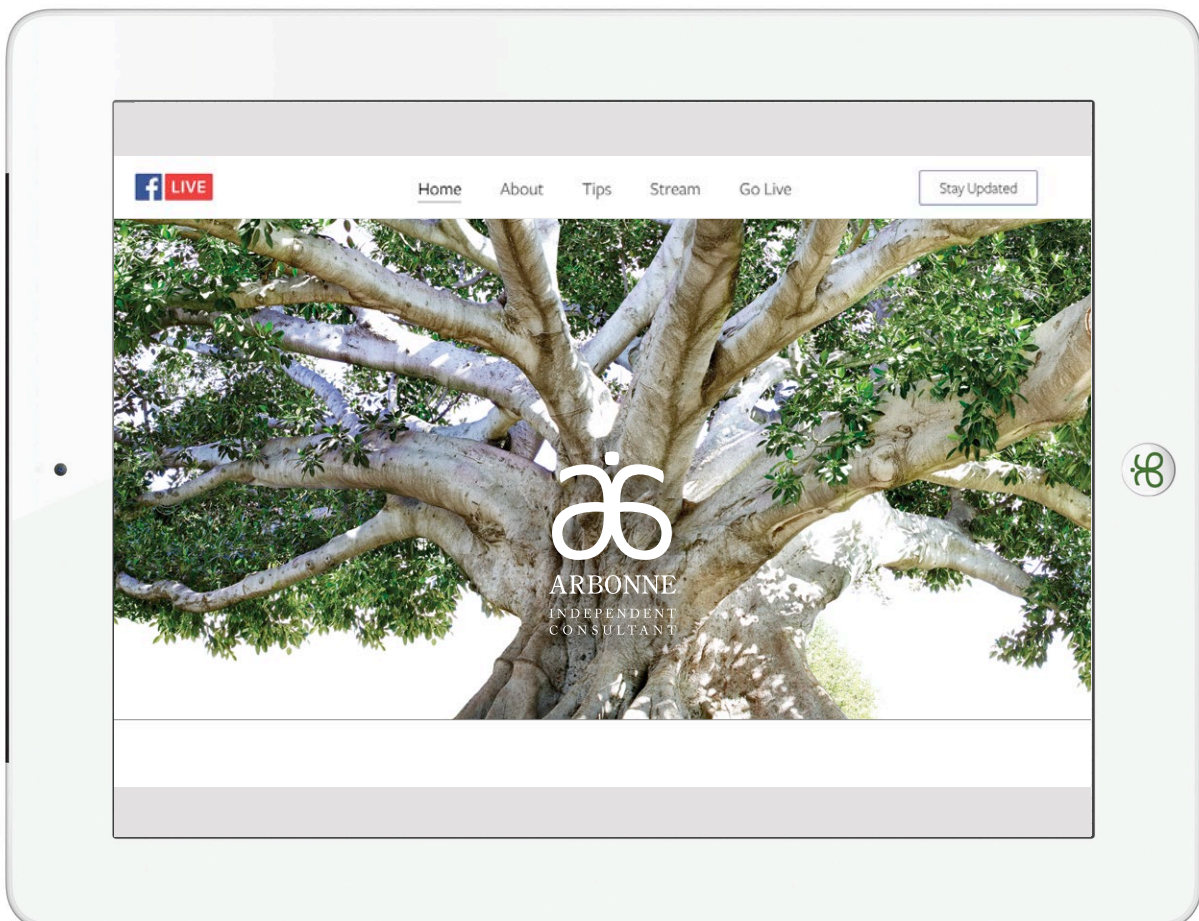 f LIVE
Home About Tips Stream Go Live Stay Updated
ARBONNE
INDEPENDENT
CONSULTANT